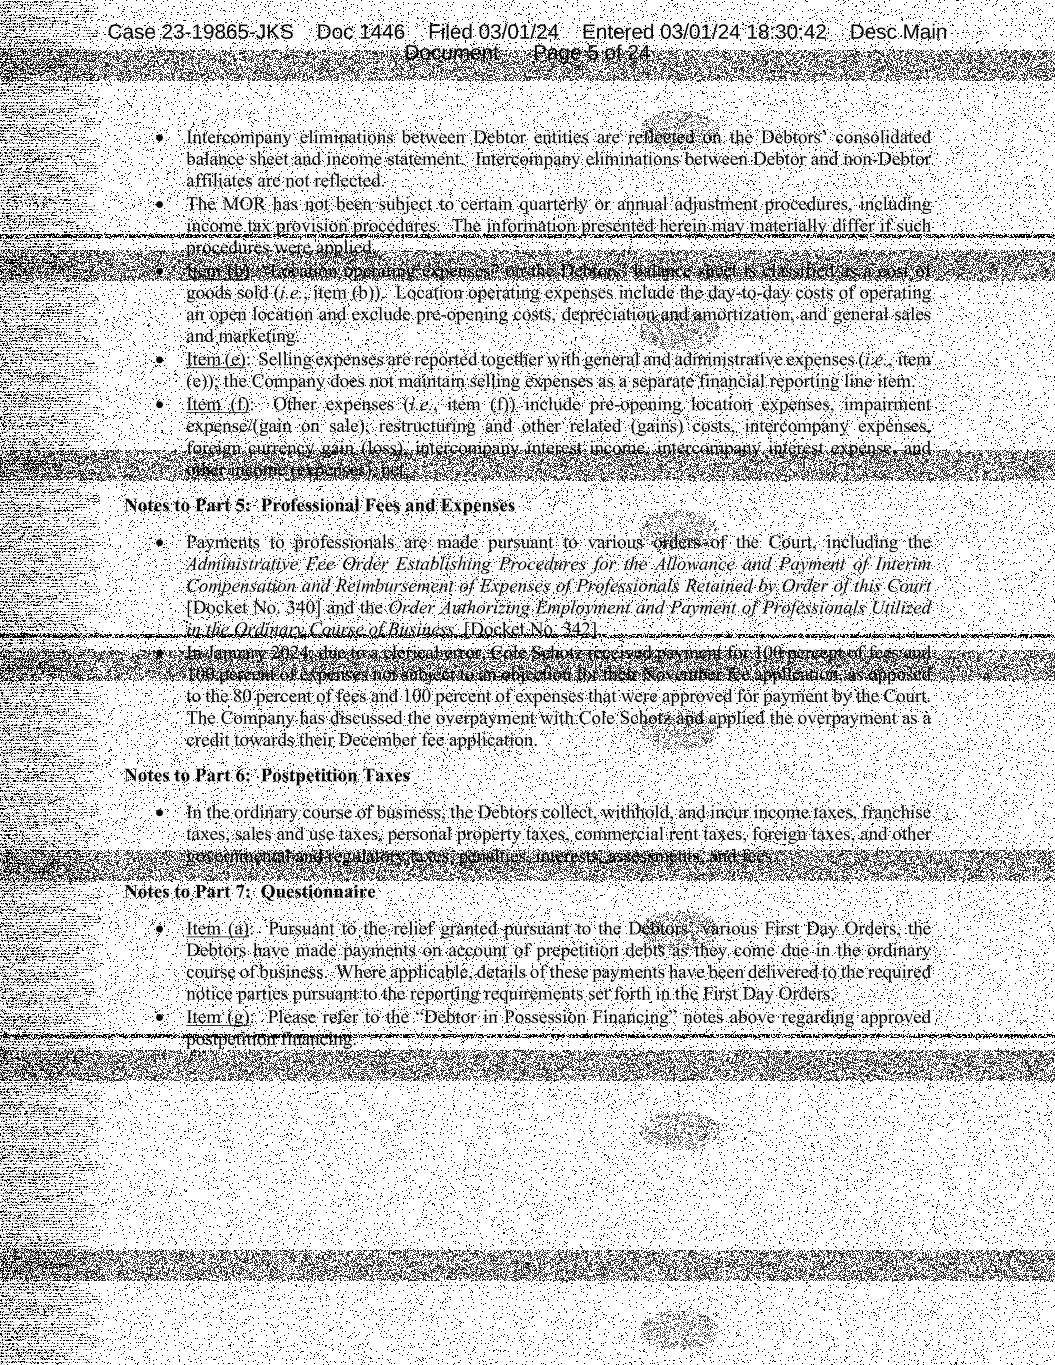 Case 23-19865-JKS Doc 1446 Filed 03/01/24 Entered 03/01/24 18:30:42 Desc Main
Document Page 5 of 24
• Intercompany eliminations between Debtor entities are reflected on the Debtors' consolidated
balance sheet and income statement. Intercompany eliminations between Debtor and non-Debtor
affiliates are not reflected.
• The MOR has not been subject to certain quarterly or annual adjustment procedures, including
income tax provision procedures. The information presented herein may materially differ if such
procedures were applied.
• Item (b): "Location operating expenses" on the Debtors' balance sheet is classified as a cost of
goods sold (i.e., item (b)). Location operating expenses include the day-to-day costs of operating
an open location and exclude pre-opening costs, depreciation and amortization, and general sales
and marketing.
• Item (e): Selling expenses are reported together with general and administrative expenses (i.e., item
(e)); the Company does not maintain selling expenses as a separate financial reporting line item.
• Item (f): Other expenses (i.e., item (f)) include pre-opening location expenses, impairment
expense/(gain on sale), restructuring and other related (gains) costs, intercompany expenses,
foreign currency gain (loss), intercompany interest income, intercompany interest expense, and
other income (expenses), net.
Notes to Part 5: Professional Fees and Expenses
• Payments to professionals are made pursuant to various orders of the Court, including the
Administrative Fee Order Establishing Procedures for the Allowance and Payment of Interim
Compensation and Reimbursement of Expenses of Professionals Retained by Order of this Court
[Docket No. 340] and the Order Authorizing Employment and Payment of Professionals Utilized
in the Ordinary Course of Business. [Docket No. 342].
• In January 2024, due to a clerical error, Cole Schotz received payment for 100 percent of fees and
100 percent of expenses not subject to an objection for their November fee application, as opposed
to the 80 percent of fees and 100 percent of expenses that were approved for payment by the Court.
The Company has discussed the overpayment with Cole Schotz and applied the overpayment as a
credit towards their December fee application.
Notes to Part 6: Postpetition Taxes
• In the ordinary course of business, the Debtors collect, withhold, and incur income taxes, franchise
taxes, sales and use taxes, personal property taxes, commercial rent taxes, foreign taxes, and other
governmental and regulatory taxes, penalties, interests, assessments, and fees.
Notes to Part 7: Questionnaire
• Item (a): Pursuant to the relief granted pursuant to the Debtors' various First Day Orders, the
Debtors have made payments on account of prepetition debts as they come due in the ordinary
course of business. Where applicable, details of these payments have been delivered to the required
notice parties pursuant to the reporting requirements set forth in the First Day Orders.
• Item (g): Please refer to the "Debtor in Possession Financing" notes above regarding approved
postpetition financing.